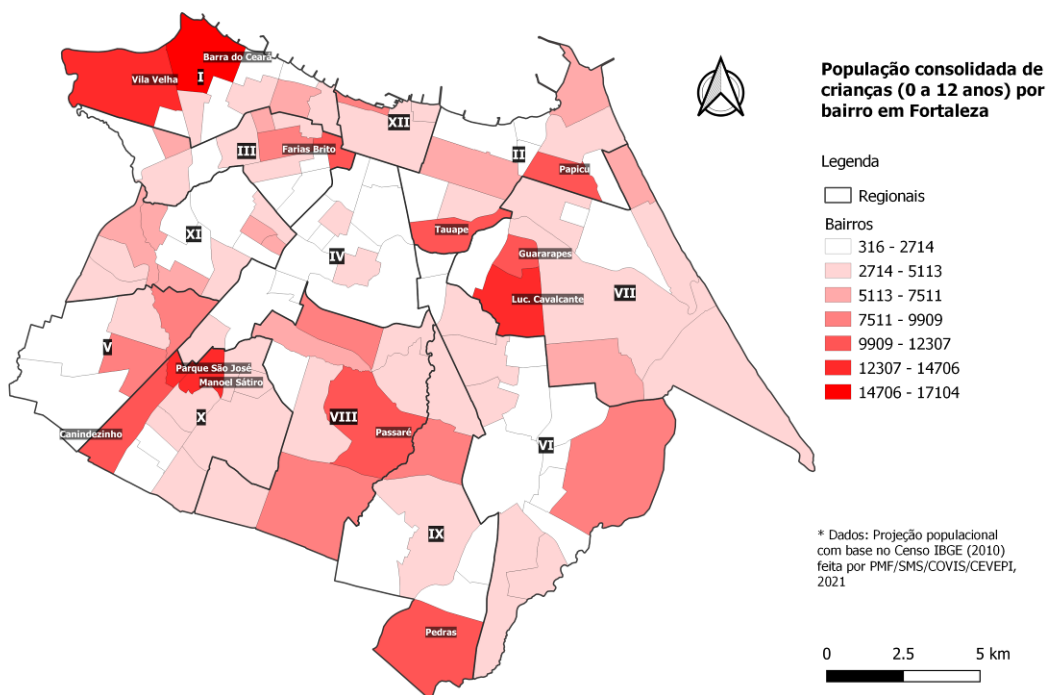 População consolidada de
crianças (0 a 12 anos) por
bairro em Fortaleza
Legenda
Regionais
Bairros
316 - 2714
2714 - 5113
5113 - 7511
7511 - 9909
9909 - 12307
12307 - 14706
14706 - 17104
* Dados: Projeção populacional
com base no Censo IBGE (2010)
feita por PMF/SMS/COVIS/CEVEPI,
2021
0 2.5 5 km
Barra do Ceará
Vila Velha
I
XII
III
Farias Brito
II
Papicu
Tauape
XI
IV
Guararapes
VII
Luc. Cavalcante
V
Parque São José
Manoel Sátiro
X
VIII
Passaré
Canindezinho
VI
IX
Pedras